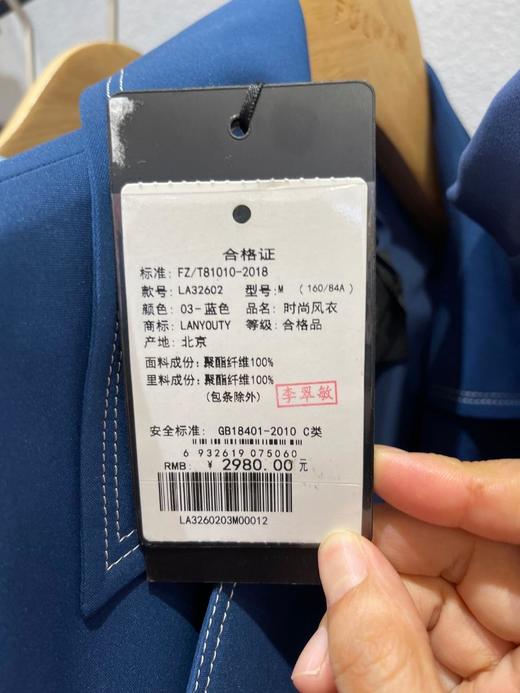 合格证
标准: FZ/T81010-2018
款号: LA32602 型号: M (160/84A)
颜色: 03-蓝色 品名: 时尚风衣
商标: LANYOUTY 等级: 合格品
产地: 北京
面料成份: 聚酯纤维100%
里料成份: 聚酯纤维100%
(包条除外) 李翠敏
安全标准: GB18401-2010 C类
6 932619 075060
RMB: ¥ 2980.00 元
LA3260203M00012